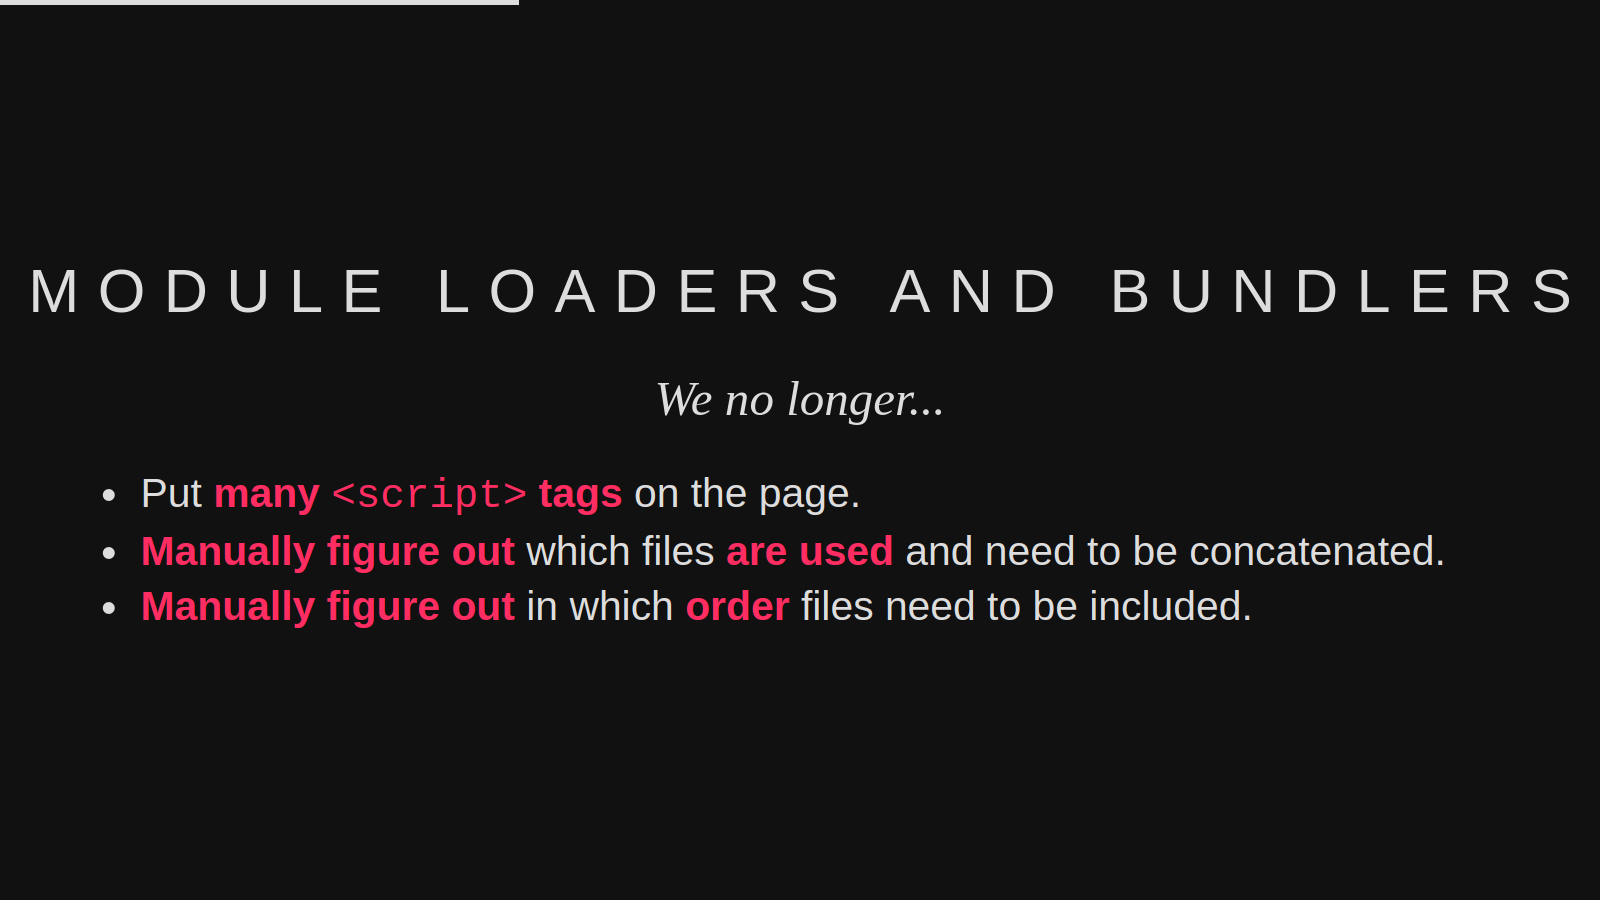 MODULE LOADERS AND BUNDLERS
We no longer...
• Put many <script> tags on the page.
• Manually figure out which files are used and need to be concatenated.
• Manually figure out in which order files need to be included.